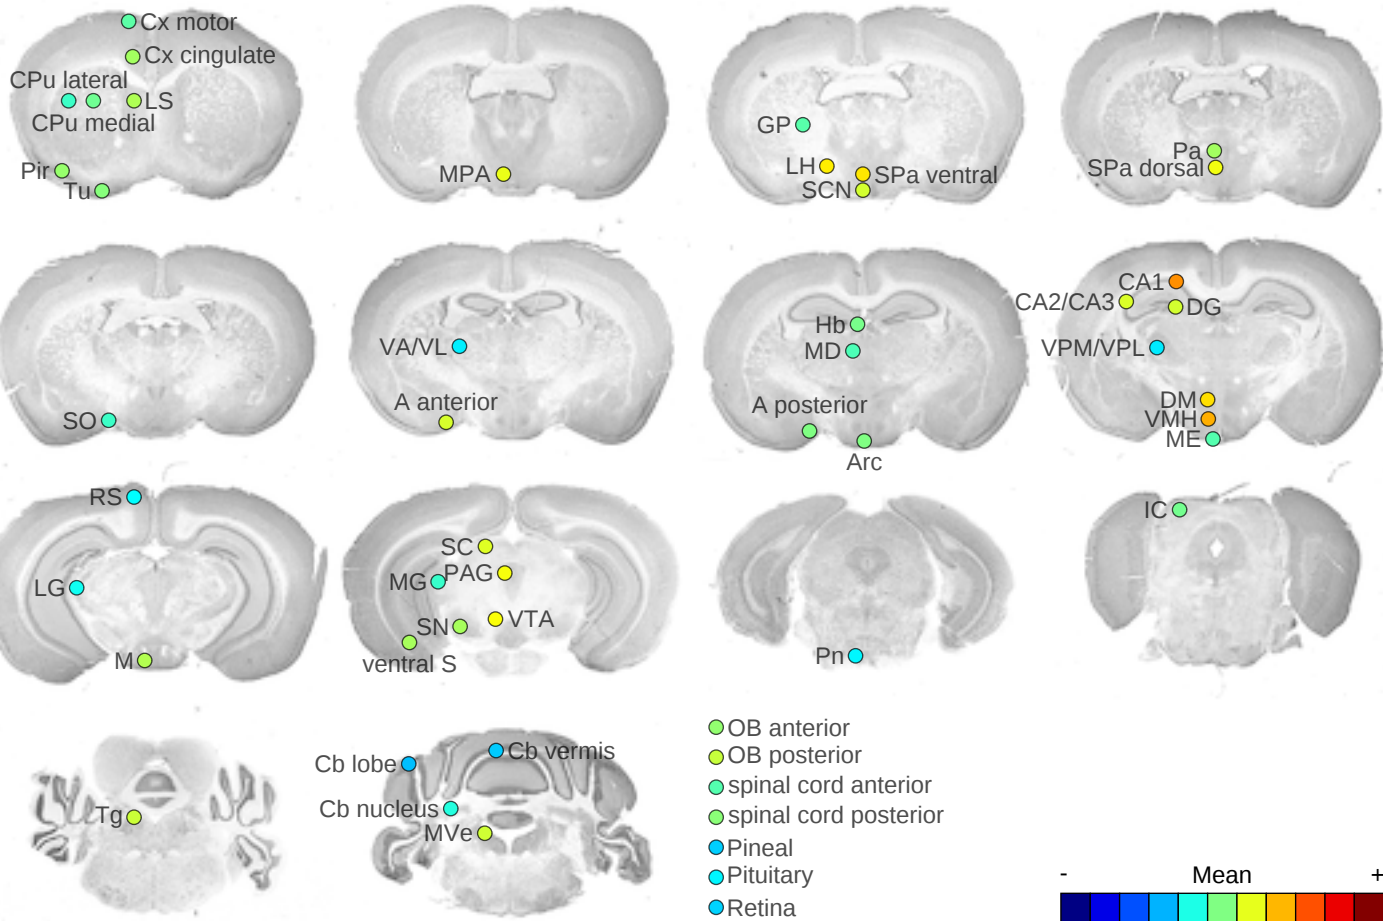 Cx motor
Cx cingulate
CPu lateral
LS
CPu medial
Pir
Tu
MPA
GP
LH
SPa ventral
SCN
Pa
SPa dorsal
SO
VA/VL
A anterior
Hb
MD
A posterior
Arc
CA1
CA2/CA3
DG
VPM/VPL
DM
VMH
ME
RS
LG
M
SC
MG
PAG
SN
VTA
ventral S
Pn
IC
Tg
Cb lobe
Cb vermis
Cb nucleus
MVe
OB anterior
OB posterior
spinal cord anterior
spinal cord posterior
Pineal
Pituitary
Retina
- Mean +